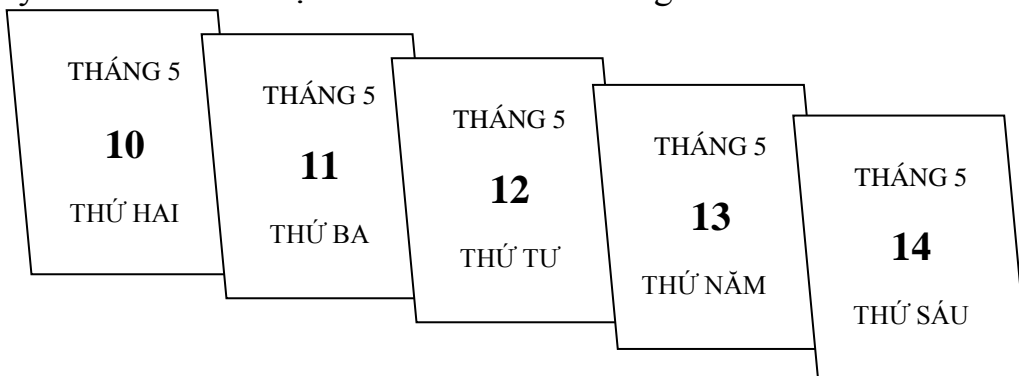 THÁNG 5
10
THỨ HAI
THÁNG 5
11
THỨ BA
THÁNG 5
12
THỨ TƯ
THÁNG 5
13
THỨ NĂM
THÁNG 5
14
THỨ SÁU